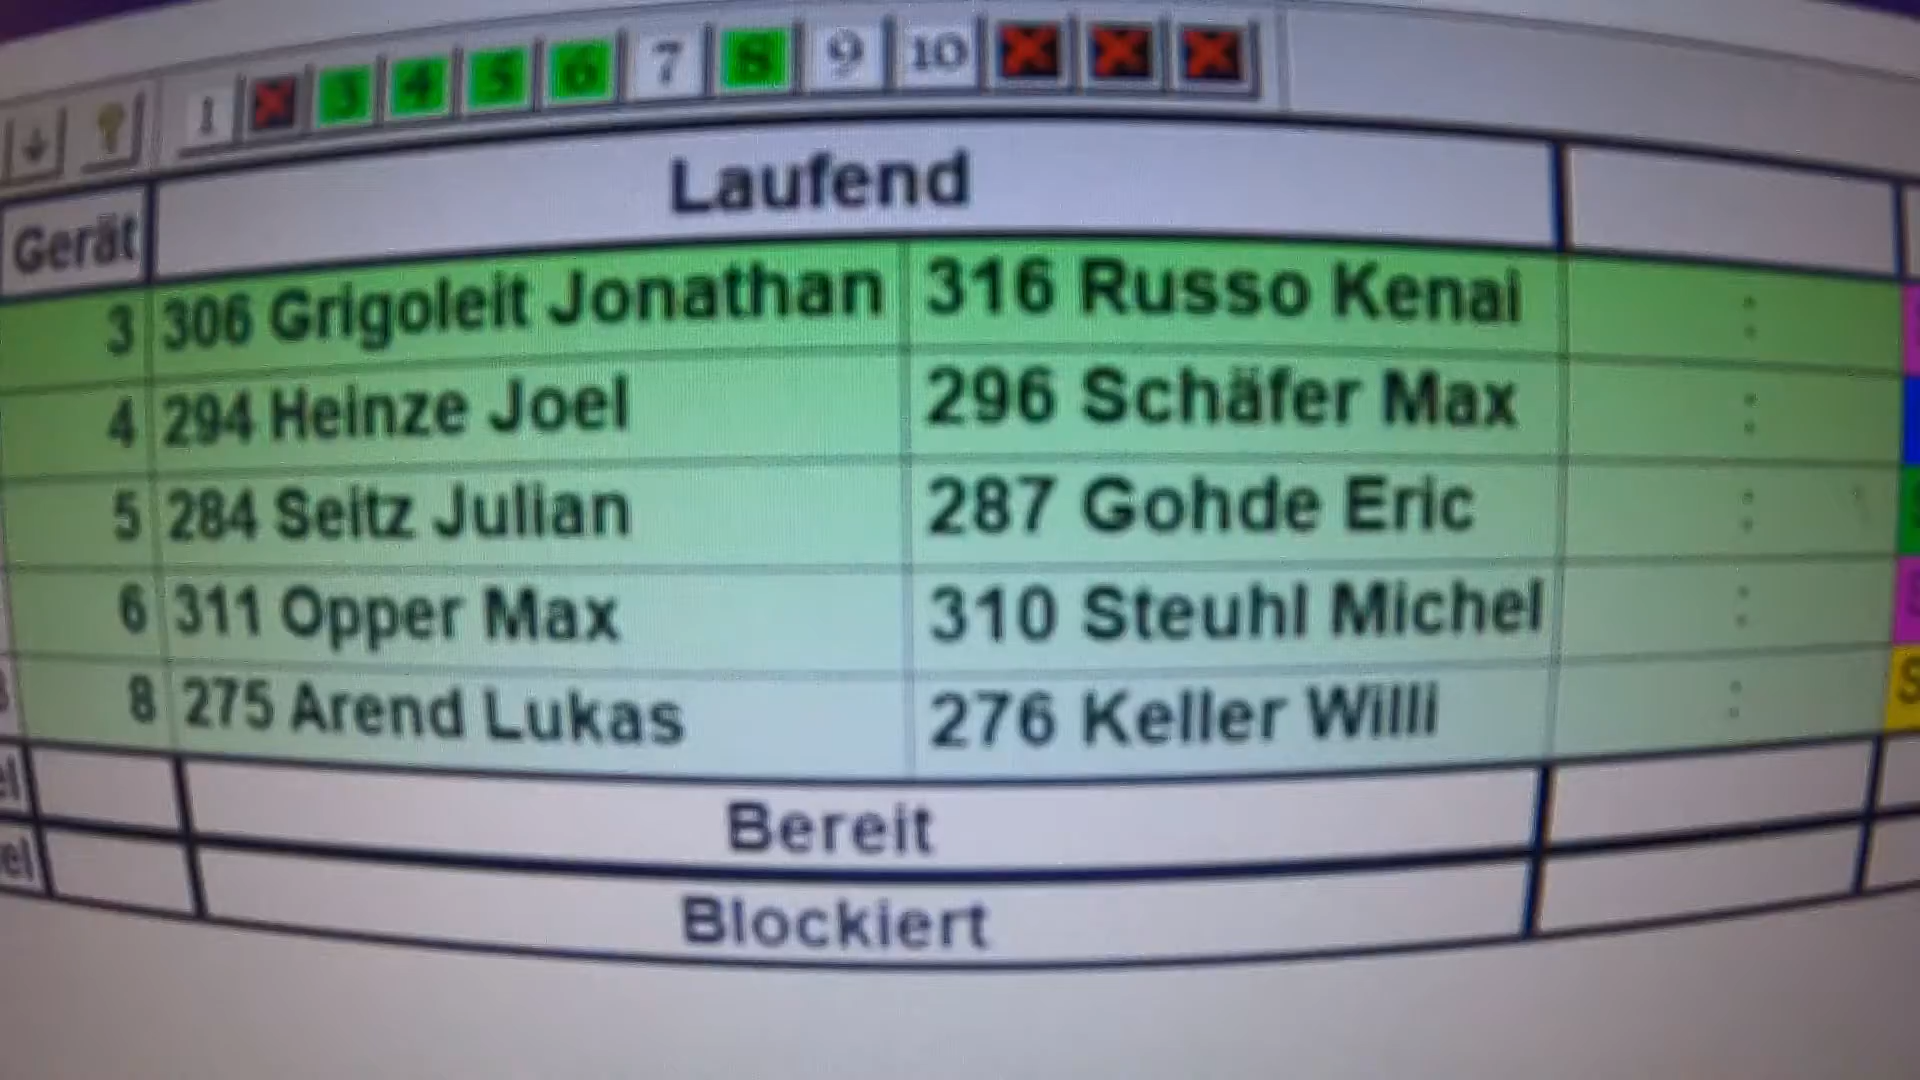 1 3 4 5 6 7 8 9 10
Laufend
Gerät
3 306 Grigoleit Jonathan 316 Russo Kenai :
4 294 Heinze Joel 296 Schäfer Max :
5 284 Seitz Julian 287 Gohde Eric :
6 311 Opper Max 310 Steuhl Michel :
8 275 Arend Lukas 276 Keller Willi : S
el Bereit
el Blockiert